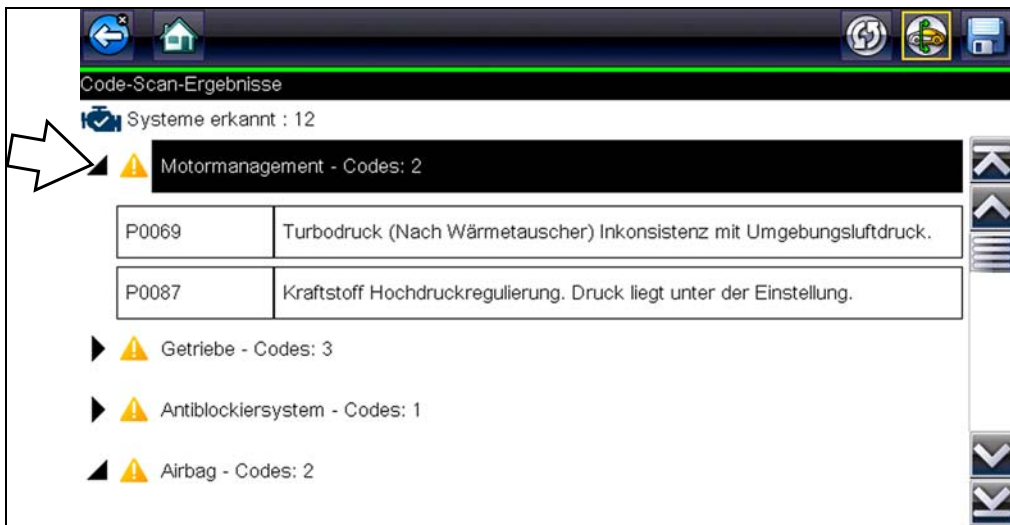 Code-Scan-Ergebnisse
Systeme erkannt : 12
Motormanagement - Codes: 2
P0069 Turbodruck (Nach Wärmetauscher) Inkonsistenz mit Umgebungsluftdruck.
P0087 Kraftstoff Hochdruckregulierung. Druck liegt unter der Einstellung.
Getriebe - Codes: 3
Antiblockiersystem - Codes: 1
Airbag - Codes: 2